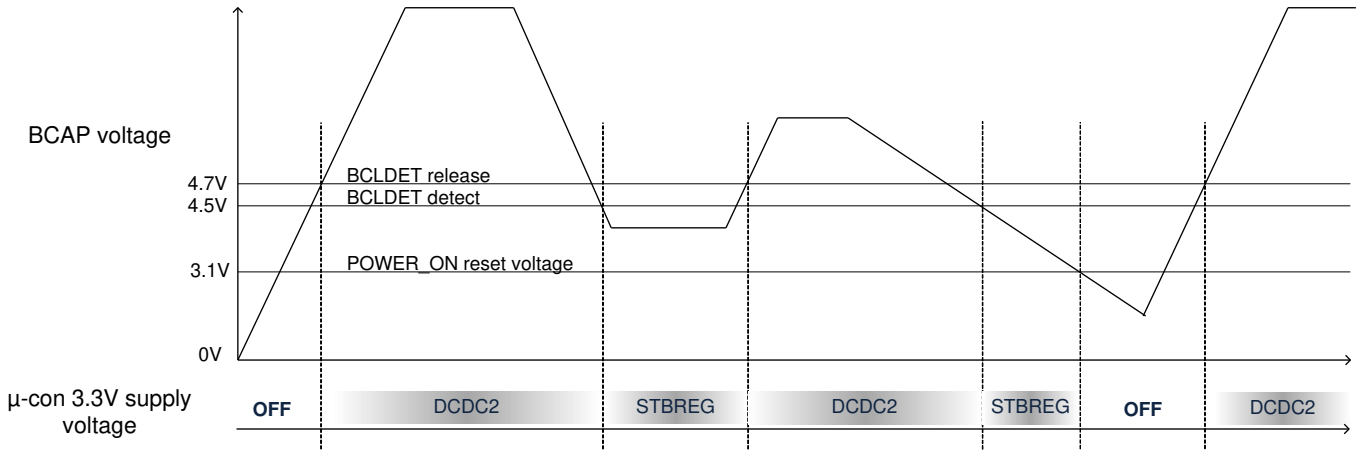 BCAP voltage
4.7V
BCLDET release
4.5V
BCLDET detect
3.1V
POWER_ON reset voltage
0V
μ-con 3.3V supply
voltage
OFF
DCDC2
STBREG
DCDC2
STBREG
OFF
DCDC2